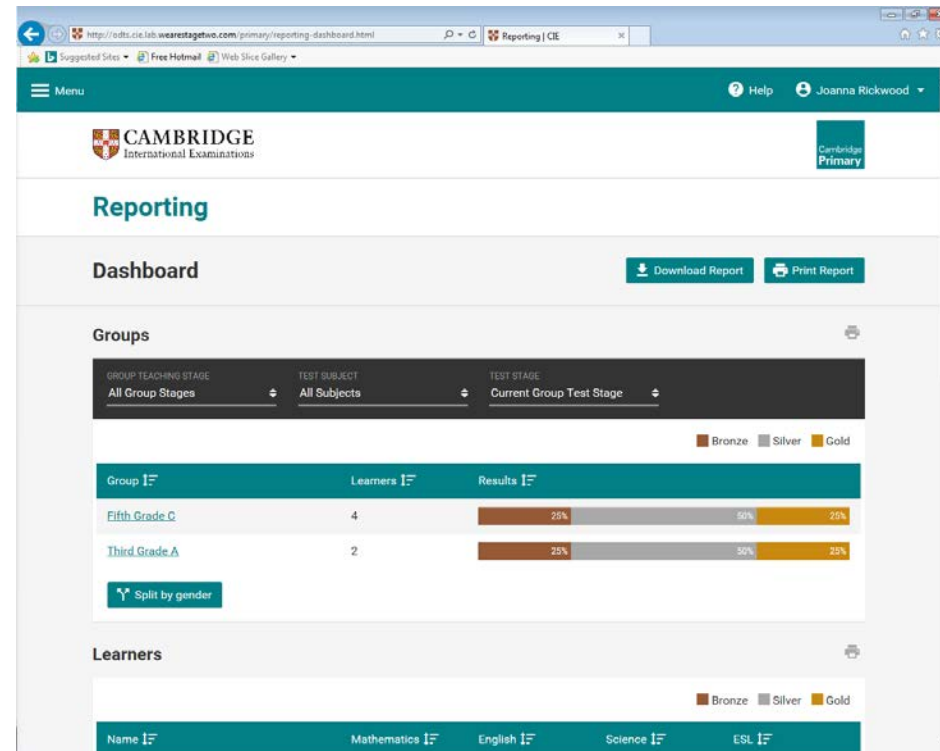 http://odts.cie.lab.wearestagetwo.com/primary/reporting-dashboard.html
Reporting | CIE
Suggested Sites Free Hotmail Web Slice Gallery
Menu Help Joanna Rickwood
CAMBRIDGE
International Examinations
Cambridge
Primary
Reporting
Dashboard Download Report Print Report
Groups
GROUP TEACHING STAGE TEST SUBJECT TEST STAGE
All Group Stages All Subjects Current Group Test Stage
Bronze Silver Gold
Group Learners Results
Fifth Grade C 4 25% 50% 25%
Third Grade A 2 25% 50% 25%
Split by gender
Learners
Bronze Silver Gold
Name Mathematics English Science ESL